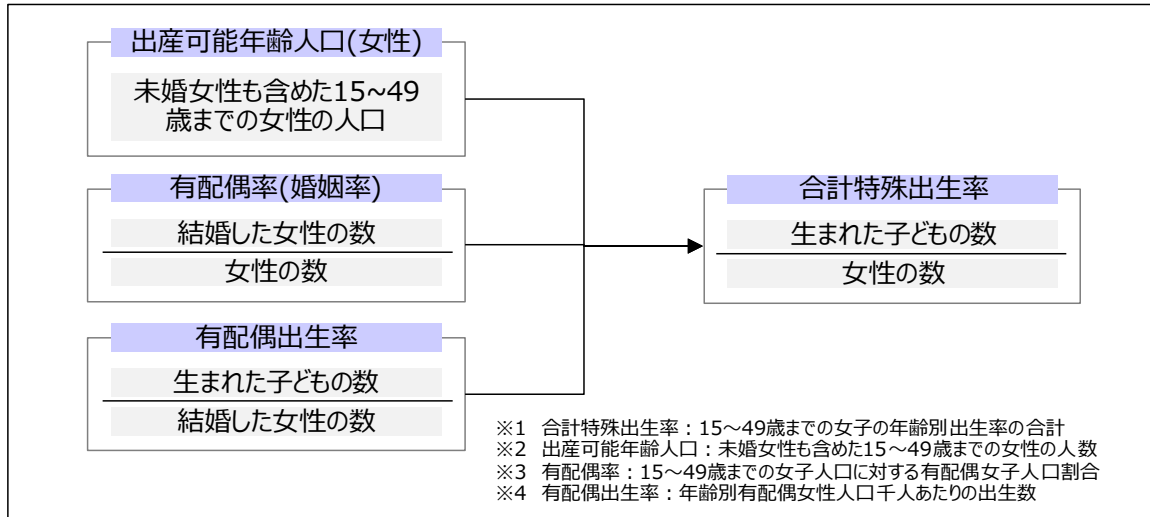 出産可能年齢人口(女性)
未婚女性も含めた15~49
歳までの女性の人口
有配偶率(婚姻率)
結婚した女性の数
女性の数
有配偶出生率
生まれた子どもの数
結婚した女性の数
合計特殊出生率
生まれた子どもの数
女性の数
※1 合計特殊出生率：15～49歳までの女子の年齢別出生率の合計
※2 出産可能年齢人口：未婚女性も含めた15～49歳までの女性の人数
※3 有配偶率：15～49歳までの女子人口に対する有配偶女子人口割合
※4 有配偶出生率：年齢別有配偶女性人口千人あたりの出生数